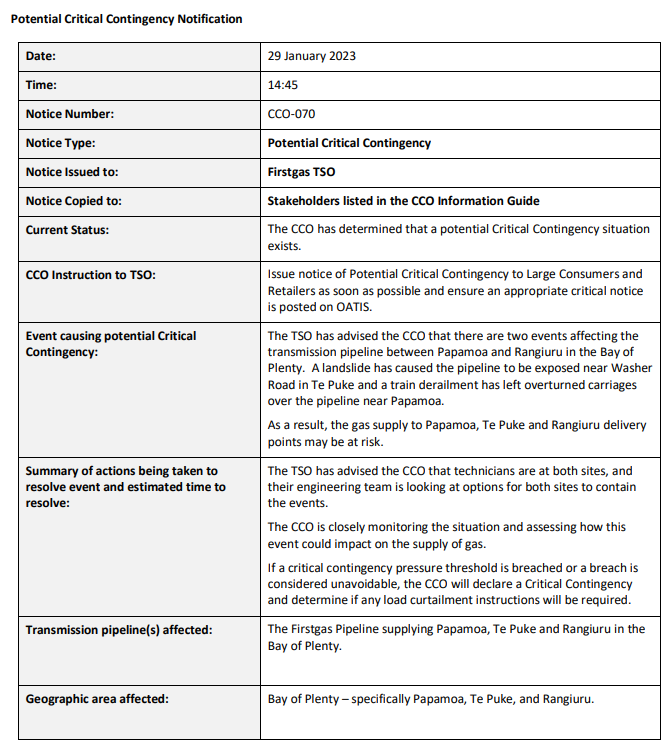 Potential Critical Contingency Notification
Date:
29 January 2023
Time:
14:45
Notice Number:
CCO-070
Notice Type:
Potential Critical Contingency
Notice Issued to:
Firstgas TSO
Notice Copied to:
Stakeholders listed in the CCO Information Guide
Current Status:
The CCO has determined that a potential Critical Contingency situation
exists.
CCO Instruction to TSO:
Issue notice of Potential Critical Contingency to Large Consumers and
Retailers as soon as possible and ensure an appropriate critical notice
is posted on OATIS.
Event causing potential Critical
Contingency:
The TSO has advised the CCO that there are two events affecting the
transmission pipeline between Papamoa and Rangiuru in the Bay of
Plenty. A landslide has caused the pipeline to be exposed near Washer
Road in Te Puke and a train derailment has left overturned carriages
over the pipeline near Papamoa.
As a result, the gas supply to Papamoa, Te Puke and Rangiuru delivery
points may be at risk.
Summary of actions being taken to
resolve event and estimated time to
resolve:
The TSO has advised the CCO that technicians are at both sites, and
their engineering team is looking at options for both sites to contain
the events.
The CCO is closely monitoring the situation and assessing how this
event could impact on the supply of gas.
If a critical contingency pressure threshold is breached or a breach is
considered unavoidable, the CCO will declare a Critical Contingency
and determine if any load curtailment instructions will be required.
Transmission pipeline(s) affected:
The Firstgas Pipeline supplying Papamoa, Te Puke and Rangiuru in the
Bay of Plenty.
Geographic area affected:
Bay of Plenty – specifically Papamoa, Te Puke, and Rangiuru.